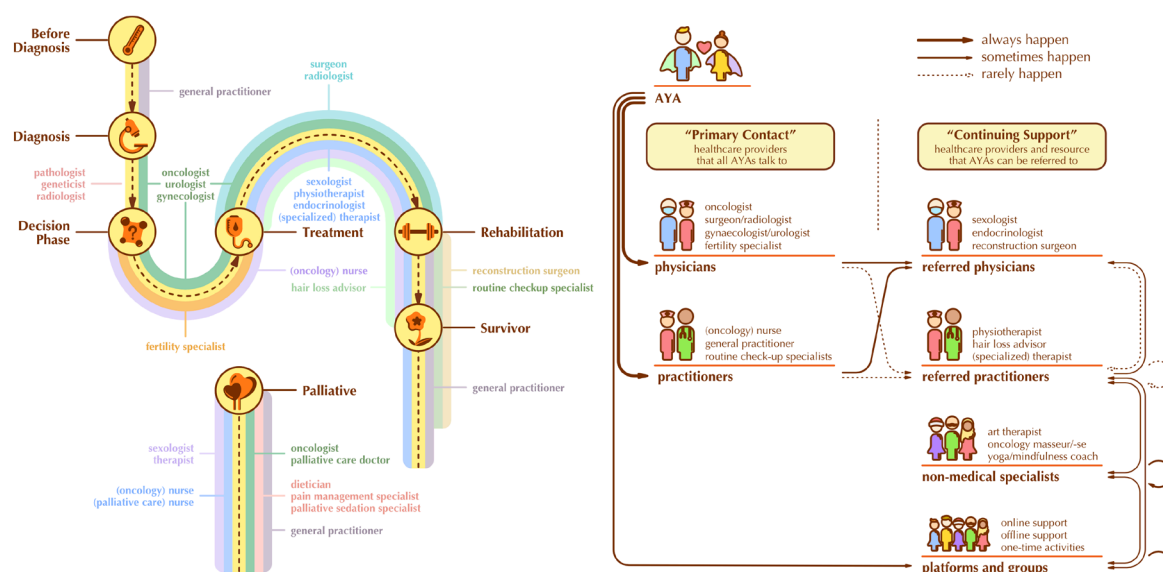 Before
Diagnosis
general practitioner
Diagnosis
pathologist
geneticist
radiologist
oncologist
urologist
gynecologist
Decision
Phase
?
fertility specialist
surgeon
radiologist
sexologist
physiotherapist
endocrinologist
(specialized) therapist
Treatment
(oncology) nurse
hair loss advisor
Rehabilitation
reconstruction surgeon
routine checkup specialist
Survivor
general practitioner
Palliative
sexologist
therapist
(oncology) nurse
(palliative care) nurse
oncologist
palliative care doctor
dietician
pain management specialist
palliative sedation specialist
general practitioner
AYA
always happen
sometimes happen
rarely happen
"Primary Contact"
healthcare providers
that all AYAs talk to
"Continuing Support"
healthcare providers and resource
that AYAs can be referred to
oncologist
surgeon/radiologist
gynaecologist/urologist
fertility specialist
physicians
(oncology) nurse
general practitioner
routine check-up specialists
practitioners
sexologist
endocrinologist
reconstruction surgeon
referred physicians
physiotherapist
hair loss advisor
(specialized) therapist
referred practitioners
art therapist
oncology masseur/-se
yoga/mindfulness coach
non-medical specialists
online support
offline support
one-time activities
platforms and groups